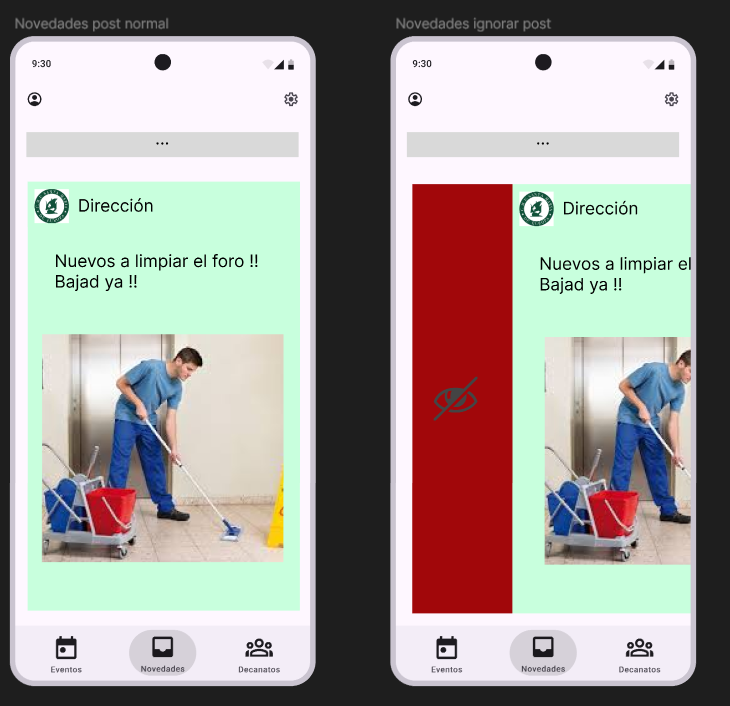 Novedades post normal
9:30
...
Dirección
Nuevos a limpiar el foro !!
Bajad ya !!
Eventos
Novedades
Decanatos
Novedades ignorar post
9:30
...
Dirección
Nuevos a limpiar el
Bajad ya !!
Eventos
Novedades
Decanatos